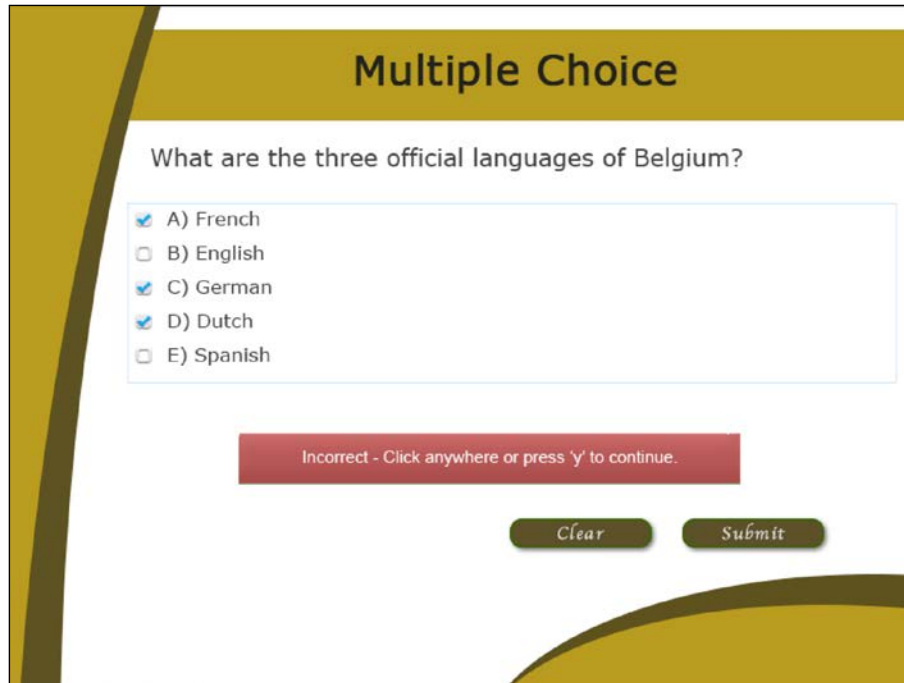 Multiple Choice
What are the three official languages of Belgium?
A) French
B) English
C) German
D) Dutch
E) Spanish
Incorrect - Click anywhere or press 'y' to continue.
Clear Submit